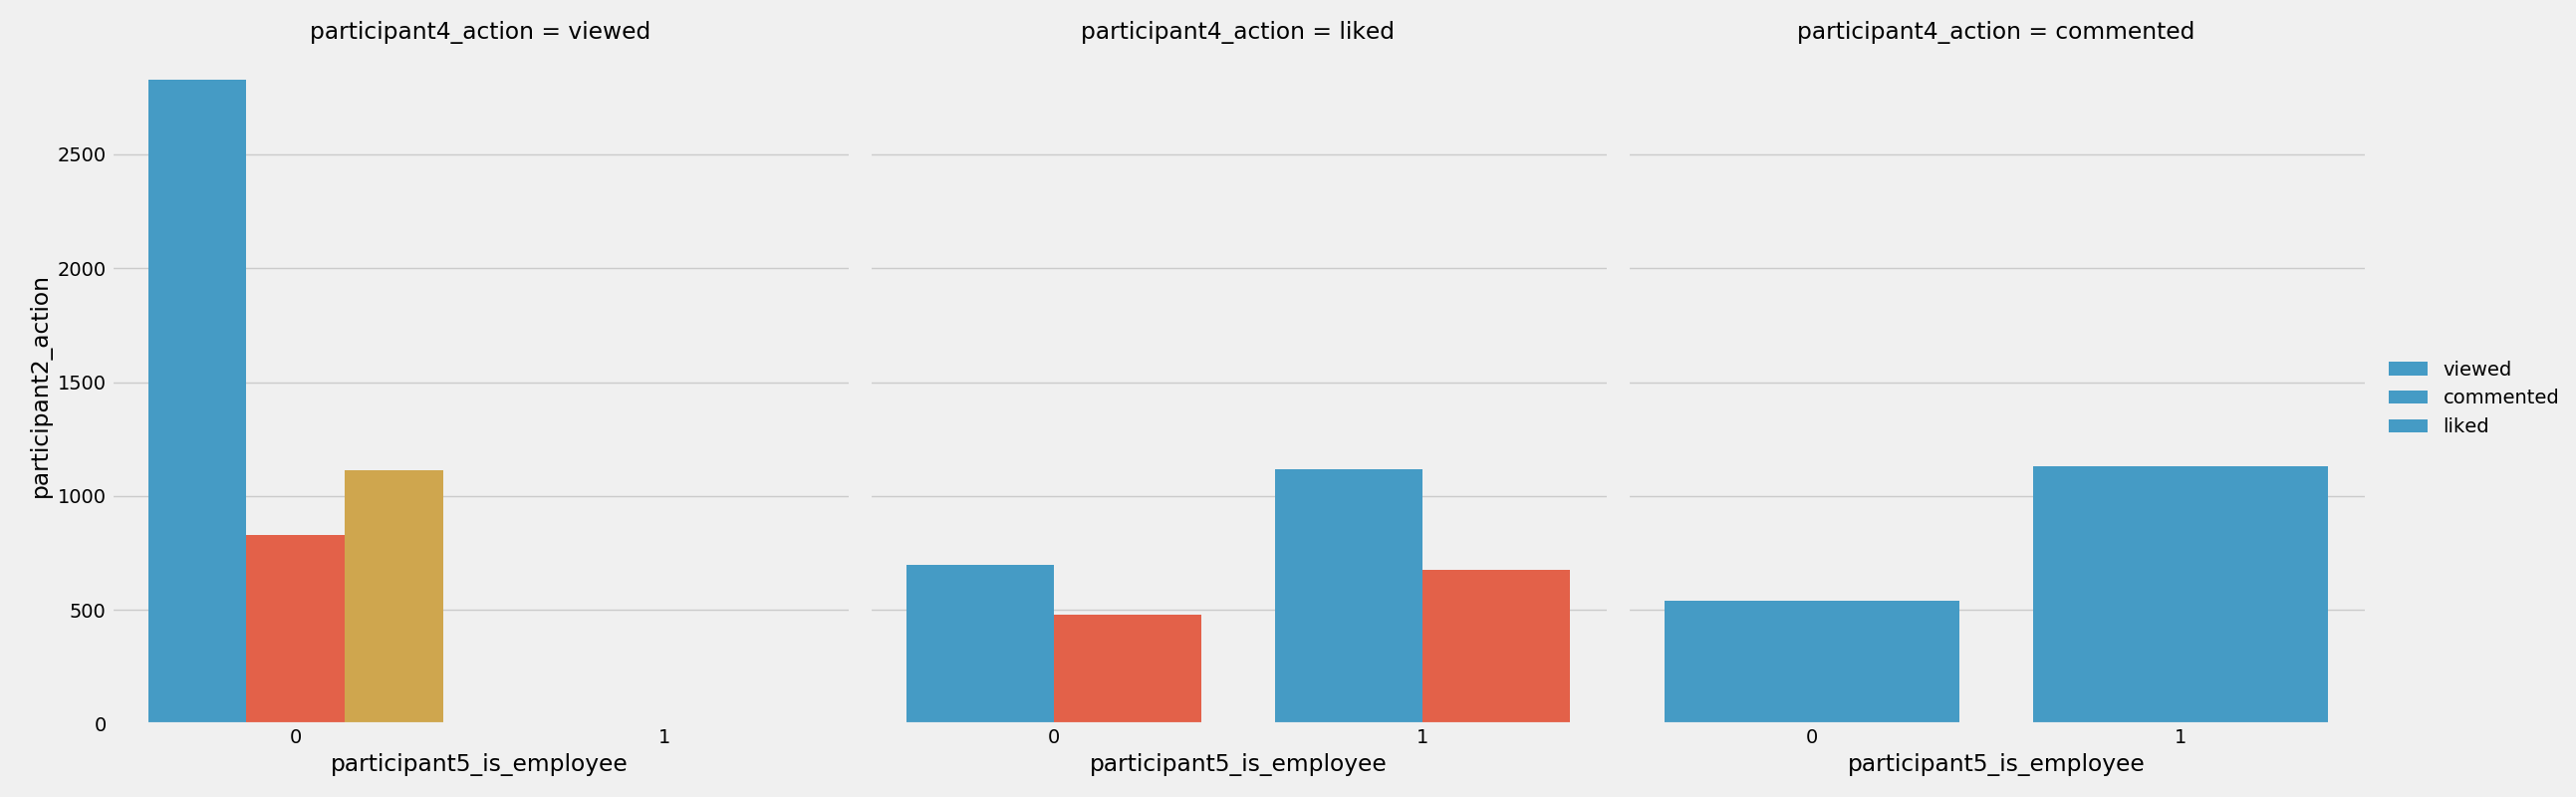 participant4_action = viewed
participant4_action = liked
participant4_action = commented
participant2_action
2500
2000
1500
1000
500
0
0
1
participant5_is_employee
0
1
participant5_is_employee
0
1
participant5_is_employee
viewed
commented
liked